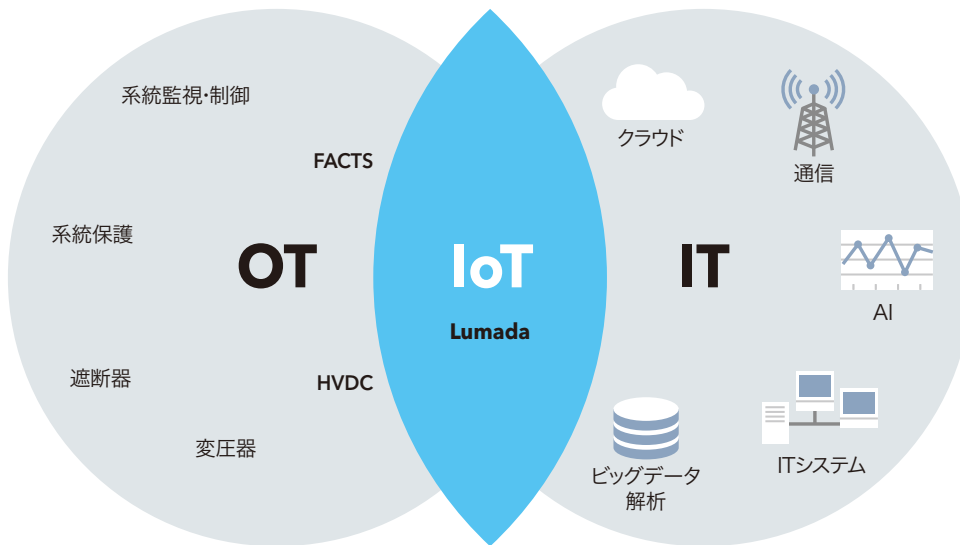 系統監視・制御
FACTS
系統保護
OT
遮断器
HVDC
変圧器
IoT
Lumada
クラウド
通信
IT
AI
ITシステム
ビッグデータ
解析